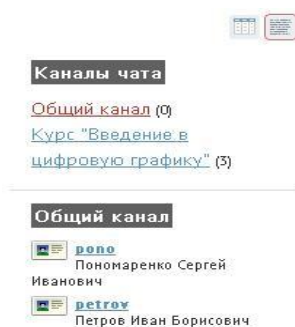 Каналы чата
Общий канал (0)
Курс "Введение в
цифровую графику" (3)
Общий канал
pono
Пономаренко Сергей
Иванович
petrov
Петров Иван Борисович